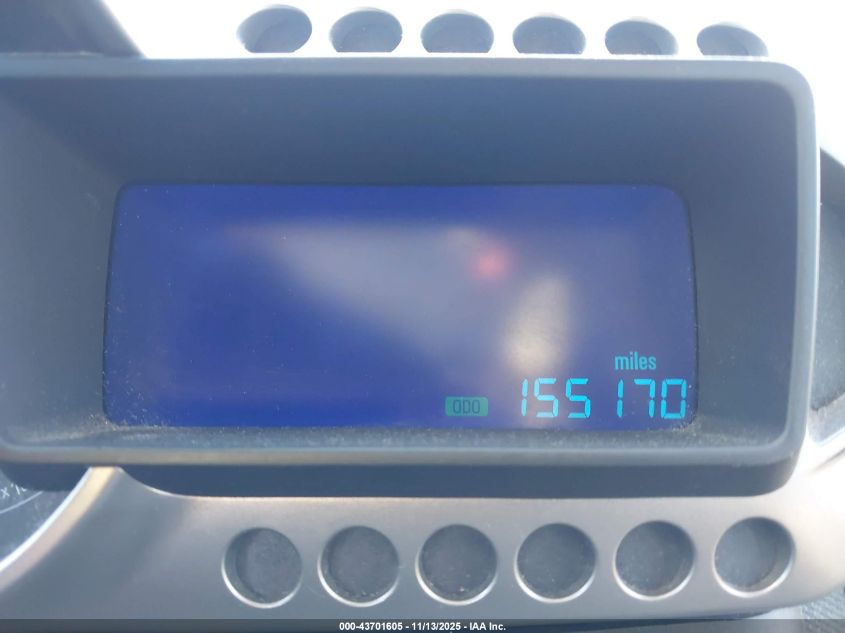 miles
ODO 155170
000-43701605 - 11/13/2025 - IAA Inc.